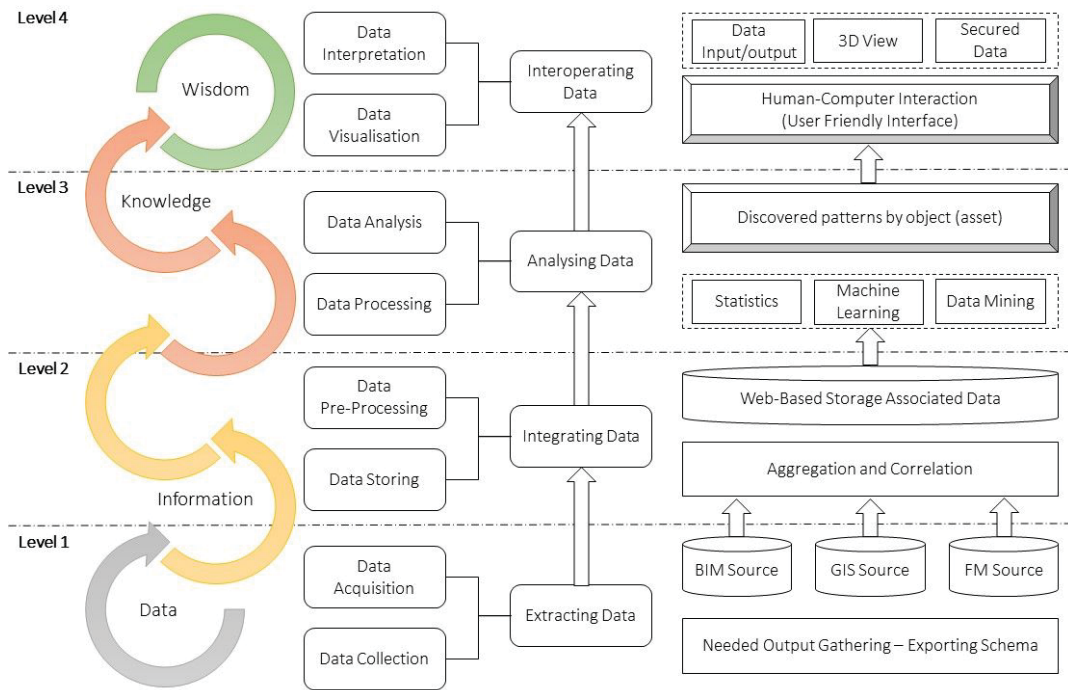 Level 4
Wisdom
Data
Interpretation
Data
Visualisation
Interoperating
Data
Data
Input/output
3D View
Secured
Data
Human-Computer Interaction
(User Friendly Interface)
Level 3
Knowledge
Data Analysis
Data Processing
Analysing Data
Discovered patterns by object (asset)
Statistics
Machine
Learning
Data Mining
Level 2
Information
Data
Pre-Processing
Data Storing
Integrating Data
Web-Based Storage Associated Data
Aggregation and Correlation
Level 1
Data
Data
Acquisition
Data Collection
Extracting Data
BIM Source
GIS Source
FM Source
Needed Output Gathering – Exporting Schema